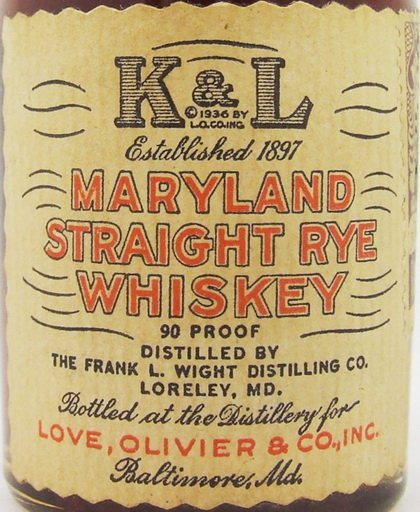 K & L
© 1936 BY
L.O.CO.INC.
Established 1897
MARYLAND
STRAIGHT RYE
WHISKEY
90 PROOF
DISTILLED BY
THE FRANK L. WIGHT DISTILLING CO.
LORELEY, MD.
Bottled at the Distillery for
LOVE, OLIVIER & CO., INC.
Baltimore, Md.